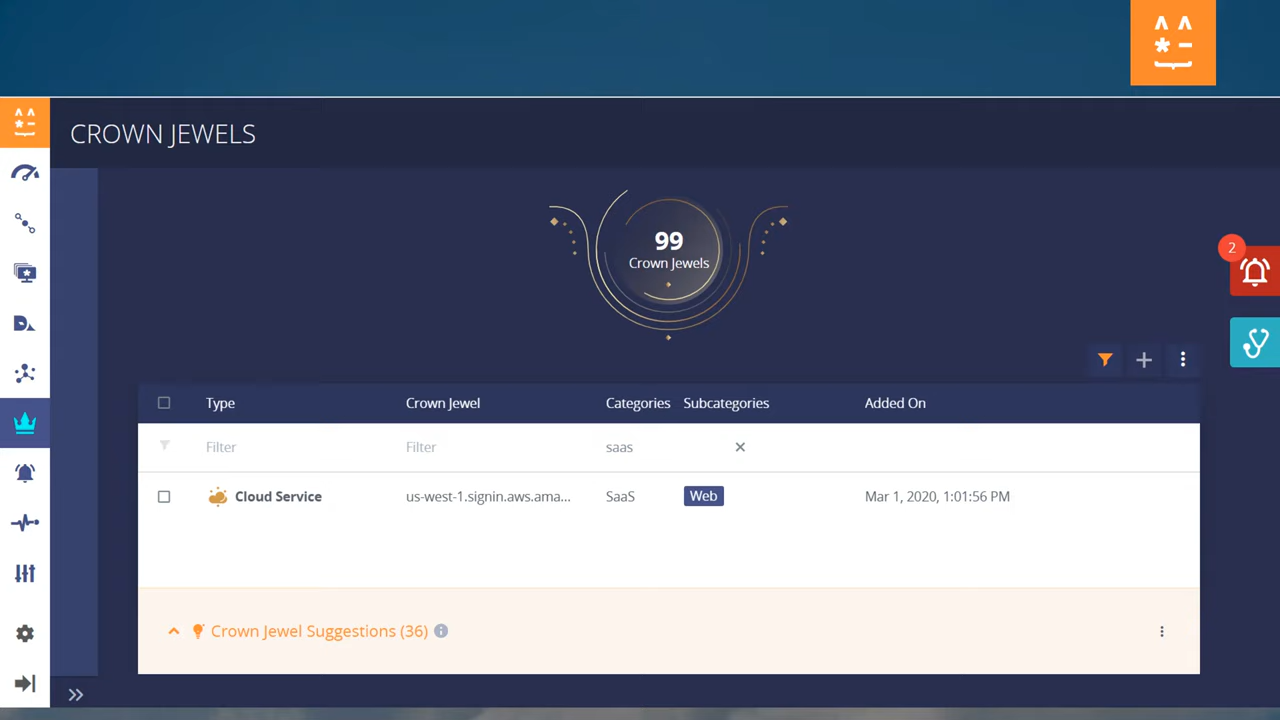 CROWN JEWELS
99
Crown Jewels
2
Type Crown Jewel Categories Subcategories Added On
Filter Filter saas
Cloud Service us-west-1.signin.aws.ama... SaaS Web Mar 1, 2020, 1:01:56 PM
Crown Jewel Suggestions (36)